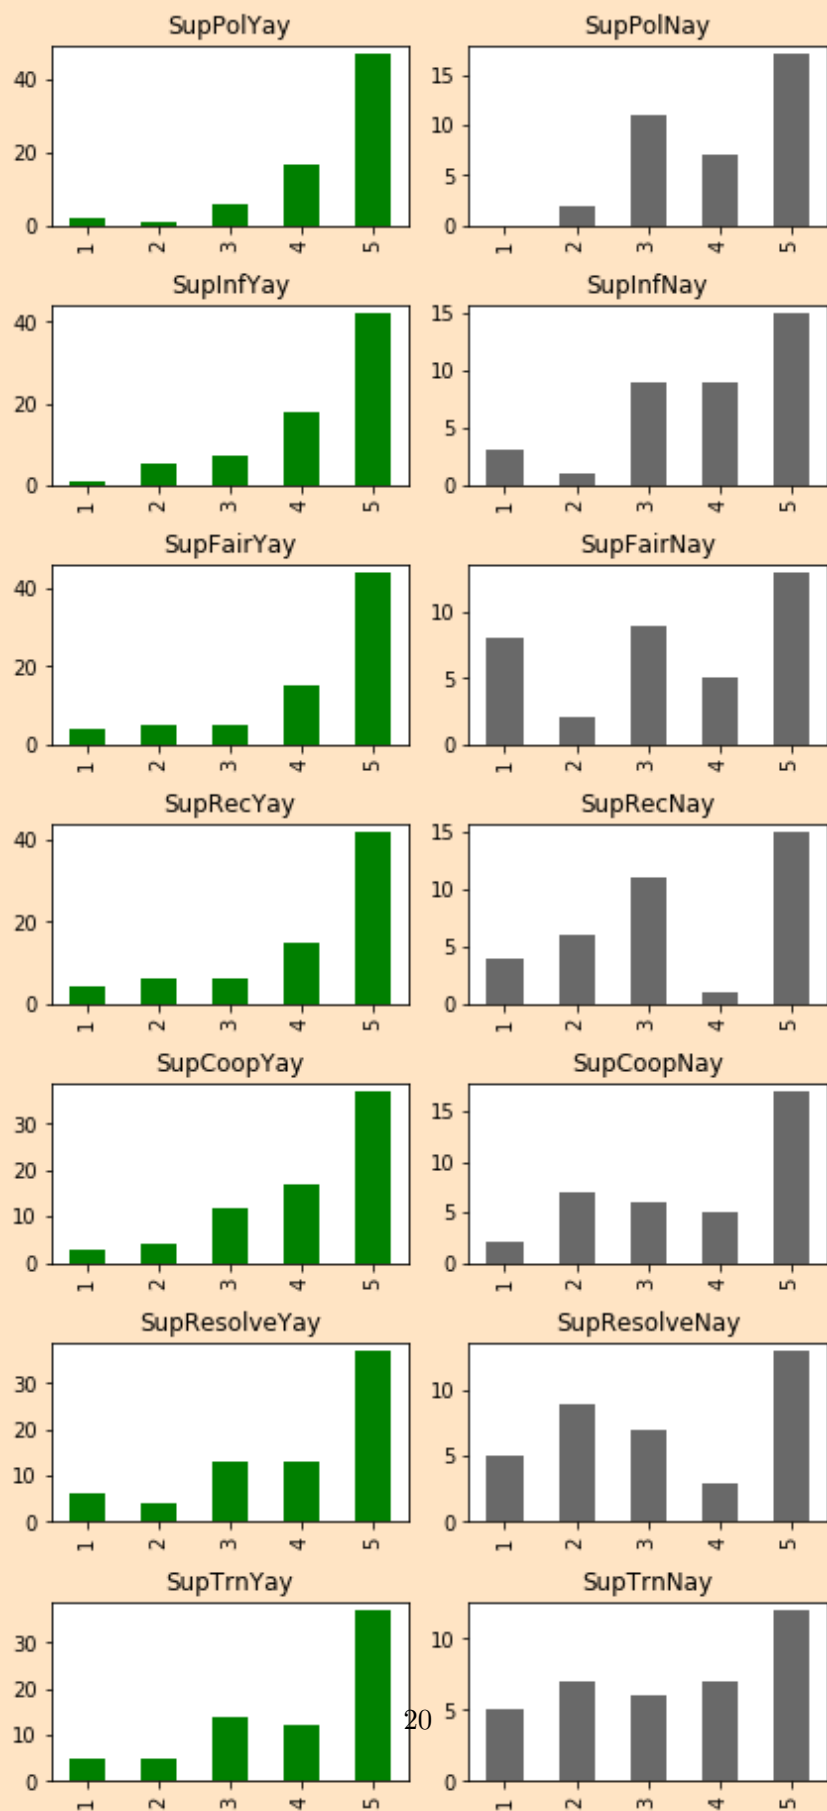 SupPolYay SupPolNay
40 15
20 10
0 5
0
1 2 3 4 5 1 2 3 4 5
SupInfYay SupInfNay
40 15
20 10
0 5
0
1 2 3 4 5 1 2 3 4 5
SupFairYay SupFairNay
40 10
20 5
0 0
1 2 3 4 5 1 2 3 4 5
SupRecYay SupRecNay
40 15
20 10
0 5
0
1 2 3 4 5 1 2 3 4 5
SupCoopYay SupCoopNay
30 15
20 10
10 5
0 0
1 2 3 4 5 1 2 3 4 5
SupResolveYay SupResolveNay
30 10
20 5
10 0
0
1 2 3 4 5 1 2 3 4 5
SupTrnYay SupTrnNay
30 10
20 5
10 0
0
20
1 2 3 4 5 1 2 3 4 5